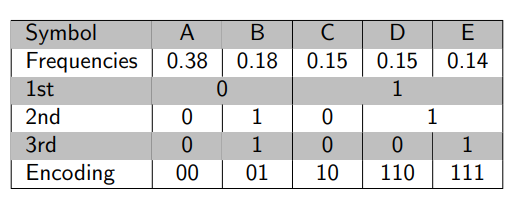 Symbol A B C D E
Frequencies 0.38 0.18 0.15 0.15 0.14
1st 0 1
2nd 0 1 0 1
3rd 0 1 0 0 1
Encoding 00 01 10 110 111